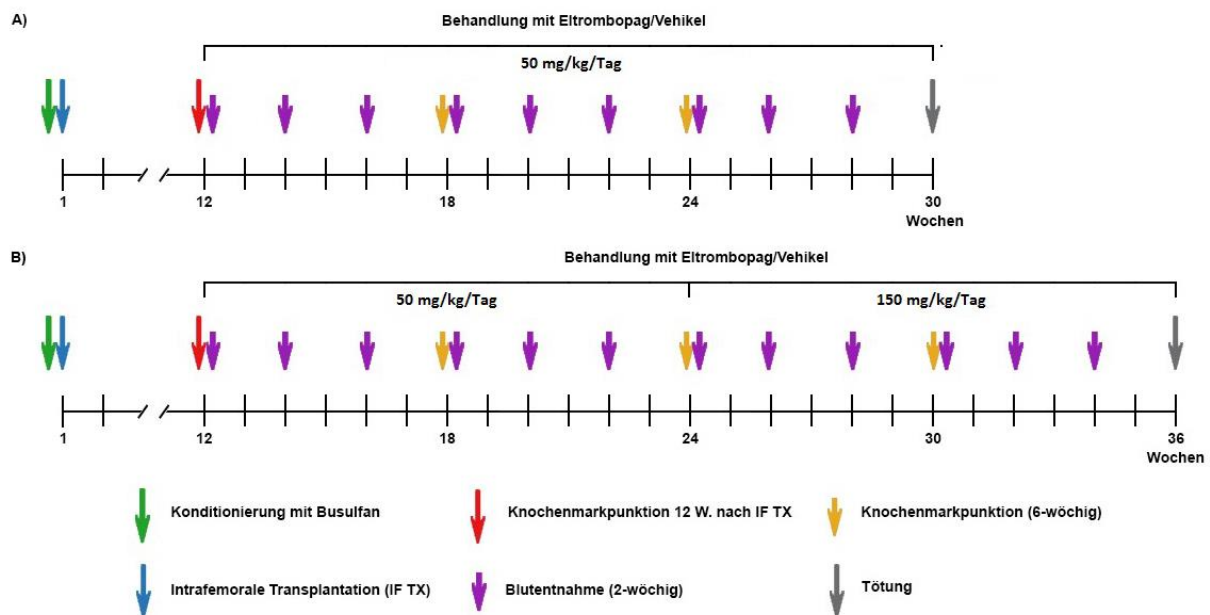 A)
Behandlung mit Eltrombopag/Vehikel
50 mg/kg/Tag
1 12 18 24 30
Wochen
B)
Behandlung mit Eltrombopag/Vehikel
50 mg/kg/Tag 150 mg/kg/Tag
1 12 18 24 30 36
Wochen
Konditionierung mit Busulfan Knochenmarkpunktion 12 W. nach IF TX Knochenmarkpunktion (6-wöchig)
Intrafemorale Transplantation (IF TX) Blutentnahme (2-wöchig) Tötung